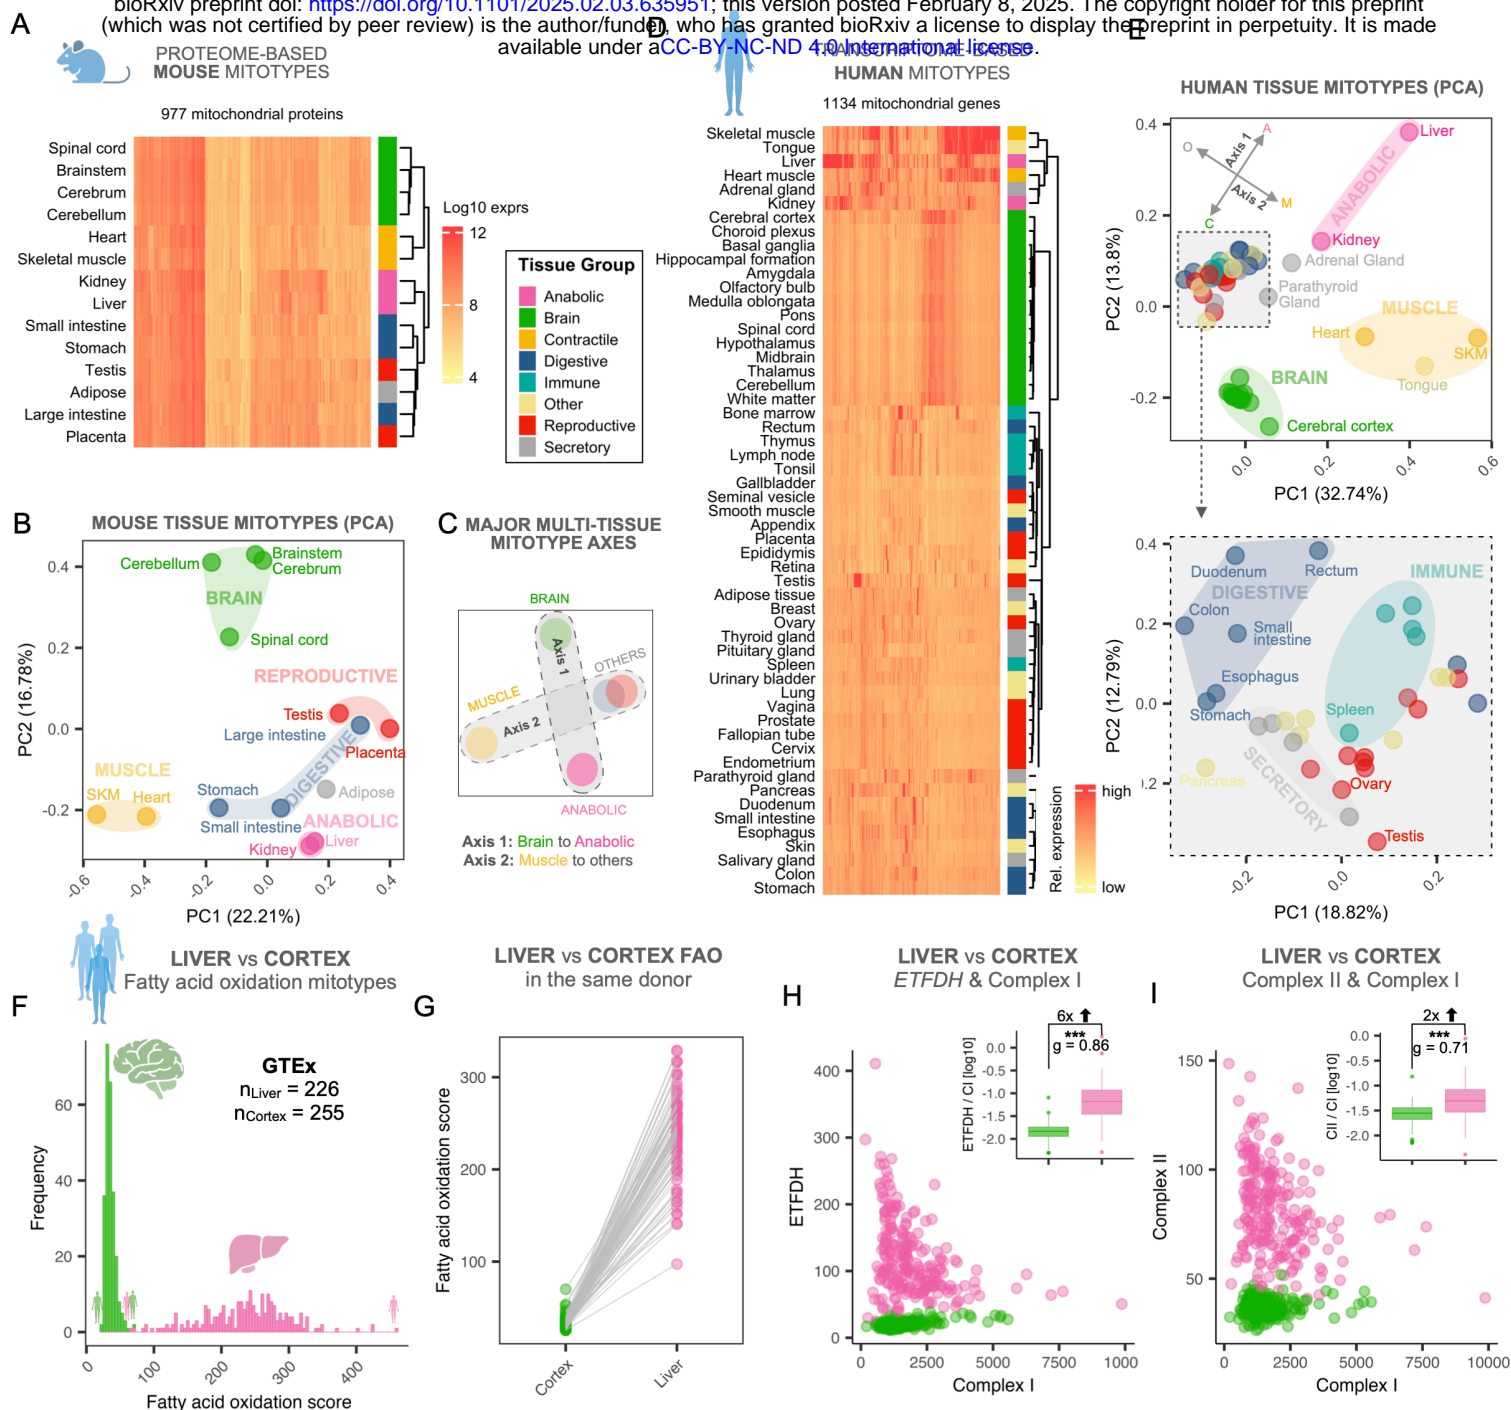 bioRxiv preprint doi: https://doi.org/10.1101/2025.02.03.635951; this version posted February 8, 2025. The copyright holder for this preprint
(which was not certified by peer review) is the author/funder, who has granted bioRxiv a license to display the preprint in perpetuity. It is made
available under aCC-BY-NC-ND 4.0 International license.
A
PROTEOME-BASED
MOUSE MITOTYPES
977 mitochondrial proteins
Spinal cord
Brainstem
Cerebrum
Cerebellum
Heart
Skeletal muscle
Kidney
Liver
Small intestine
Stomach
Testis
Adipose
Large intestine
Placenta
Log10 exprs
12
8
4
Tissue Group
Anabolic
Brain
Contractile
Digestive
Immune
Other
Reproductive
Secretory
B
MOUSE TISSUE MITOTYPES (PCA)
Cerebellum
Brainstem
Cerebrum
BRAIN
Spinal cord
REPRODUCTIVE
Testis
Large intestine
Placenta
DIGESTIVE
MUSCLE
SKM
Heart
Stomach
Adipose
Small intestine
ANABOLIC
Liver
Kidney
PC2 (16.78%)
0.4
0.2
0.0
-0.2
-0.6
-0.4
-0.2
0.0
0.2
0.4
PC1 (22.21%)
C
MAJOR MULTI-TISSUE
MITOTYPE AXES
BRAIN
Axis 1
OTHERS
MUSCLE
Axis 2
ANABOLIC
Axis 1: Brain to Anabolic
Axis 2: Muscle to others
D
TRANSCRIPTOME-BASED
HUMAN MITOTYPES
1134 mitochondrial genes
Skeletal muscle
Tongue
Liver
Heart muscle
Adrenal gland
Kidney
Cerebral cortex
Choroid plexus
Basal ganglia
Hippocampal formation
Amygdala
Olfactory bulb
Medulla oblongata
Pons
Spinal cord
Hypothalamus
Midbrain
Thalamus
Cerebellum
White matter
Bone marrow
Rectum
Thymus
Lymph node
Tonsil
Gallbladder
Seminal vesicle
Smooth muscle
Appendix
Placenta
Epididymis
Retina
Testis
Adipose tissue
Breast
Ovary
Thyroid gland
Pituitary gland
Spleen
Urinary bladder
Lung
Vagina
Prostate
Fallopian tube
Cervix
Endometrium
Parathyroid gland
Pancreas
Duodenum
Small intestine
Esophagus
Skin
Salivary gland
Colon
Stomach
Rel. expression
high
low
E
HUMAN TISSUE MITOTYPES (PCA)
0.4
0.2
0.0
-0.2
PC2 (13.8%)
O
A
Axis 1
Axis 2
M
C
Liver
ANABOLIC
Kidney
Adrenal Gland
Parathyroid
Gland
MUSCLE
Heart
SKM
Tongue
BRAIN
Cerebral cortex
0.0
0.2
0.4
0.6
PC1 (32.74%)
0.4
0.2
0.0
.2
PC2 (12.79%)
Duodenum
Rectum
IMMUNE
DIGESTIVE
Colon
Small
intestine
Esophagus
Stomach
Spleen
Pancreas
SECRETORY
Ovary
Testis
-0.2
0.0
0.2
PC1 (18.82%)
F
LIVER vs CORTEX
Fatty acid oxidation mitotypes
GTEx
nLiver = 226
nCortex = 255
Frequency
60
40
20
0
0
100
200
300
400
Fatty acid oxidation score
G
LIVER vs CORTEX FAO
in the same donor
Fatty acid oxidation score
300
200
100
Cortex
Liver
H
LIVER vs CORTEX
ETFDH & Complex I
6x
***
g = 0.86
ETFDH / CI [log10]
0.0
-0.5
-1.0
-1.5
-2.0
ETFDH
400
300
200
100
0
0
2500
5000
7500
1000
Complex I
I
LIVER vs CORTEX
Complex II & Complex I
2x
***
g = 0.71
CII / CI [log10]
0.0
-0.5
-1.0
-1.5
-2.0
Complex II
150
100
50
0
2500
5000
7500
10000
Complex I